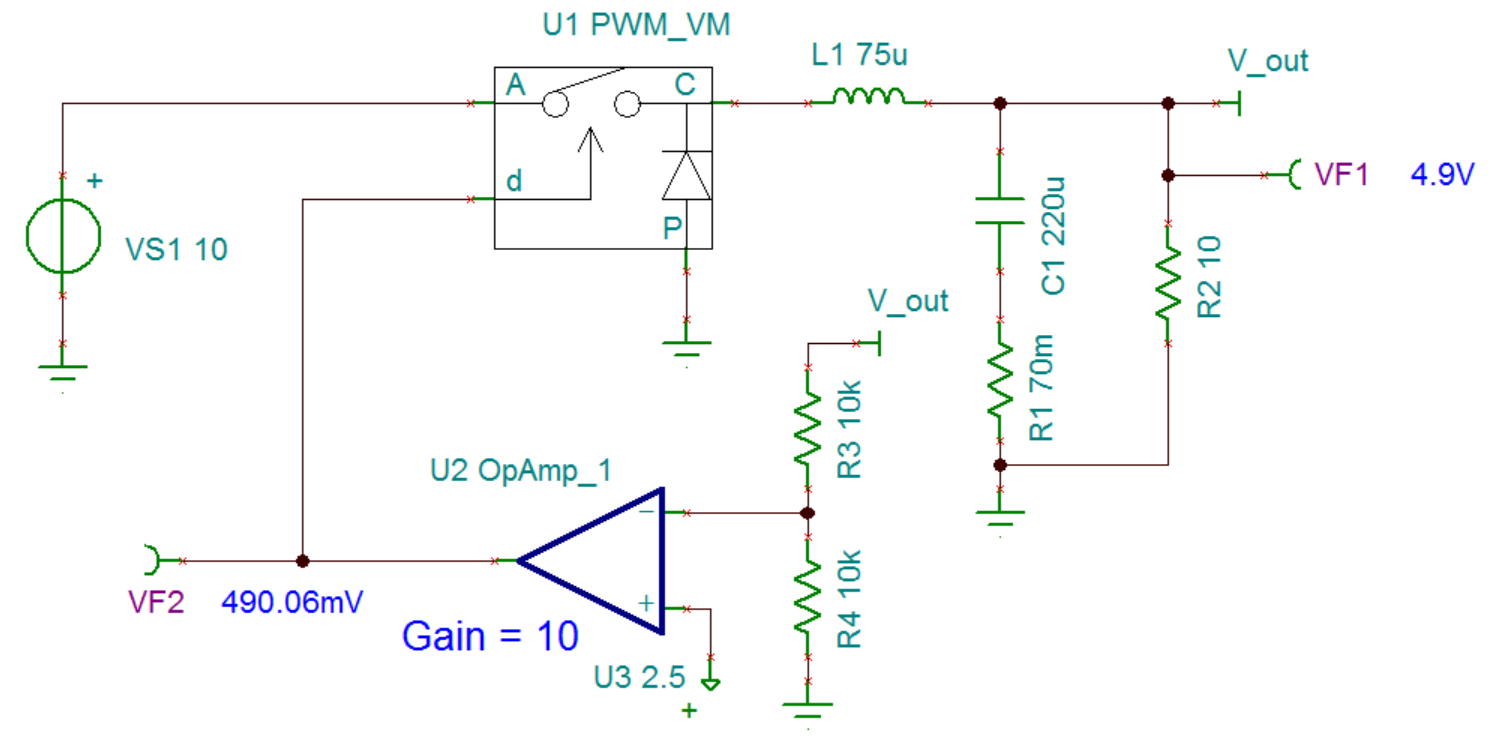 U1 PWM_VM
L1 75u
V_out
A
C
+
d
P
VS1 10
VF1 4.9V
C1 220u
R2 10
V_out
R1 70m
R3 10k
U2 OpAmp_1
−
+
R4 10k
VF2 490.06mV
Gain = 10
U3 2.5
+